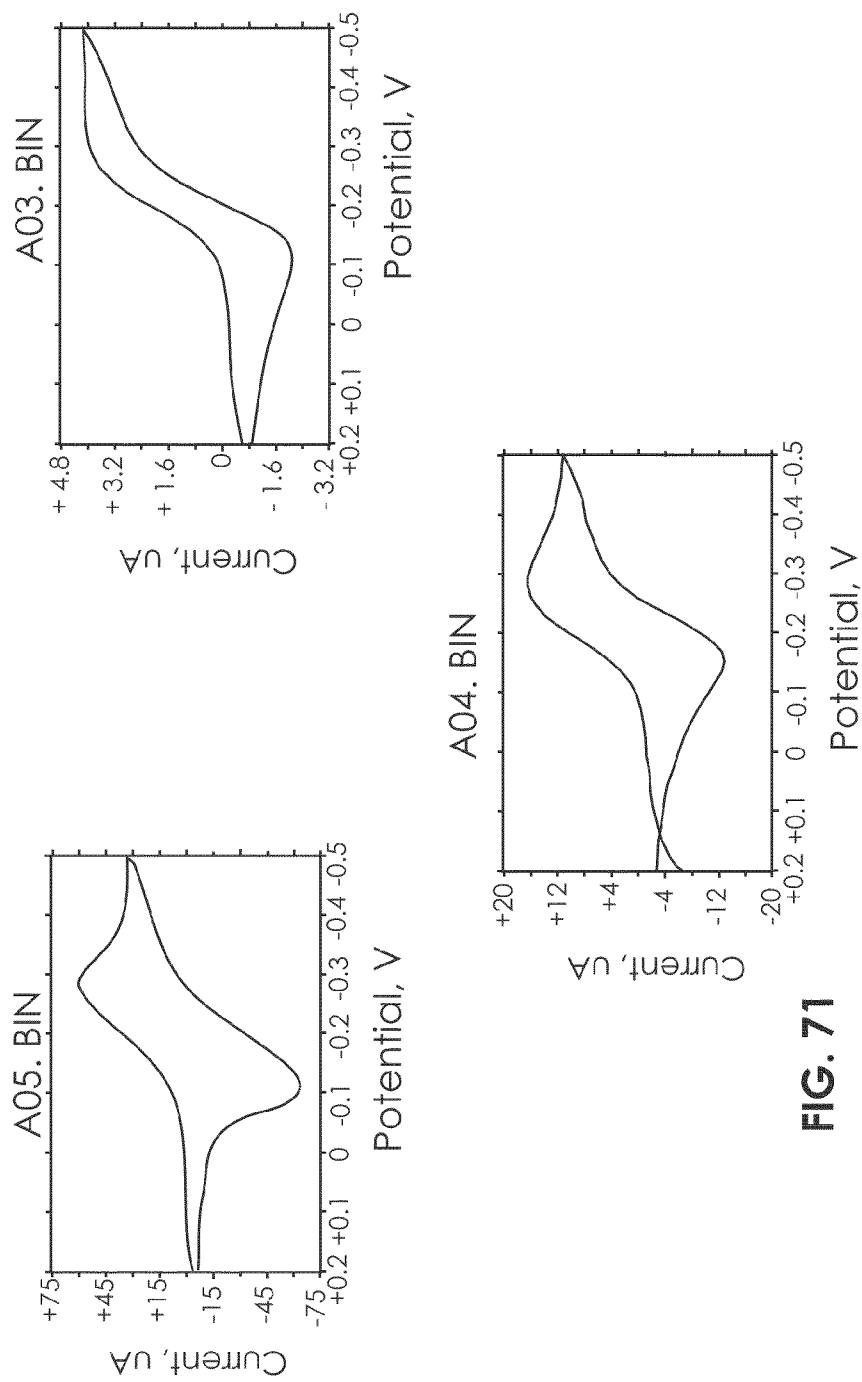 A05. BIN
Current, uA
+75
+45
+15
-15
-45
-75
+0.2 +0.1 0 -0.1 -0.2 -0.3 -0.4 -0.5
Potential, V
A03. BIN
Current, uA
+ 4.8
+ 3.2
+ 1.6
0
- 1.6
- 3.2
+0.2 +0.1 0 -0.1 -0.2 -0.3 -0.4 -0.5
Potential, V
A04. BIN
Current, uA
+20
+12
+4
-4
-12
-20
+0.2 +0.1 0 -0.1 -0.2 -0.3 -0.4 -0.5
Potential, V
FIG. 71